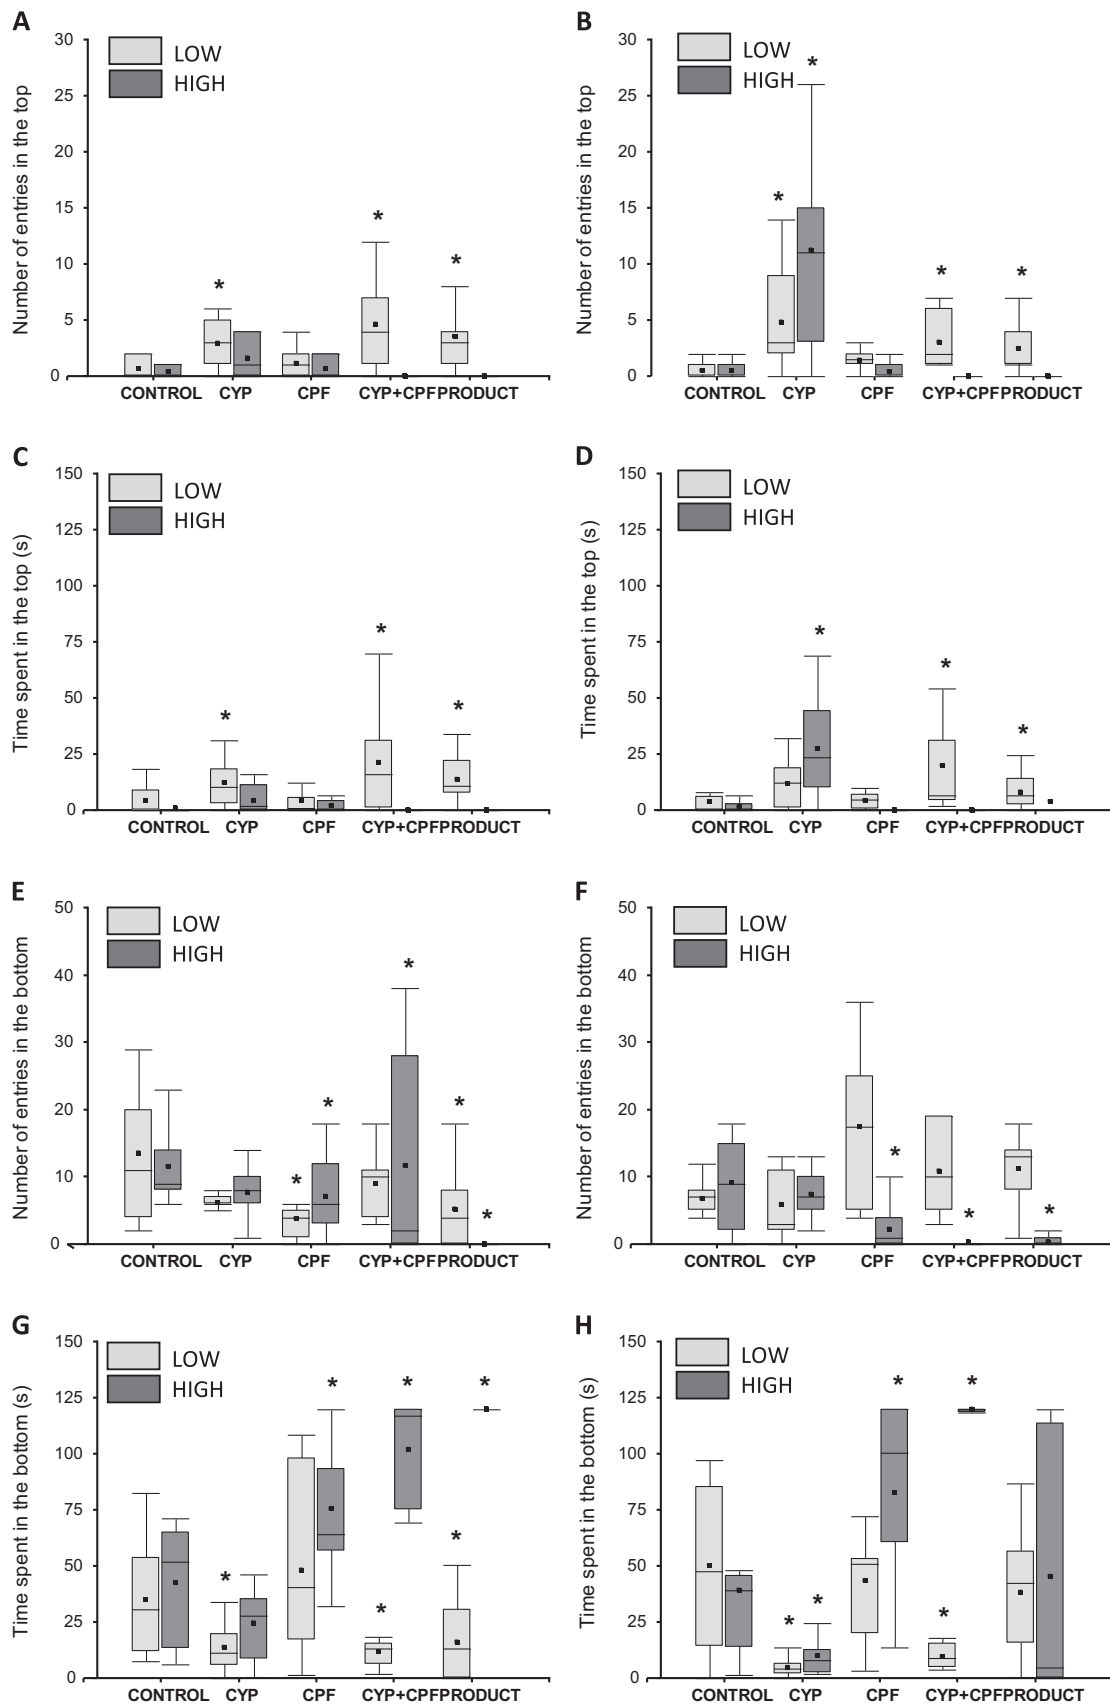 A
Number of entries in the top
30
25
20
15
10
5
0
LOW
HIGH
*
*
*
CONTROL CYP CPF CYP+CPF PRODUCT
B
Number of entries in the top
30
25
20
15
10
5
0
LOW
HIGH
*
*
*
*
CONTROL CYP CPF CYP+CPF PRODUCT
C
Time spent in the top (s)
150
125
100
75
50
25
0
LOW
HIGH
*
*
*
CONTROL CYP CPF CYP+CPF PRODUCT
D
Time spent in the top (s)
150
125
100
75
50
25
0
LOW
HIGH
*
*
*
CONTROL CYP CPF CYP+CPF PRODUCT
E
Number of entries in the bottom
50
40
30
20
10
0
LOW
HIGH
*
*
*
*
*
CONTROL CYP CPF CYP+CPF PRODUCT
F
Number of entries in the bottom
50
40
30
20
10
0
LOW
HIGH
*
*
*
CONTROL CYP CPF CYP+CPF PRODUCT
G
Time spent in the bottom (s)
150
125
100
75
50
25
0
LOW
HIGH
*
*
*
*
*
*
CONTROL CYP CPF CYP+CPF PRODUCT
H
Time spent in the bottom (s)
150
125
100
75
50
25
0
LOW
HIGH
*
*
*
*
*
CONTROL CYP CPF CYP+CPF PRODUCT